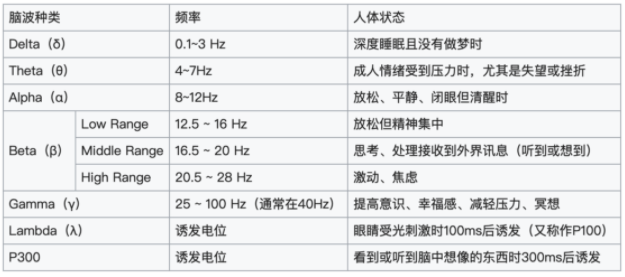 脑波种类 频率 人体状态
Delta（δ） 0.1~3 Hz 深度睡眠且没有做梦时
Theta（θ） 4~7Hz 成人情绪受到压力时，尤其是失望或挫折
Alpha（α） 8~12Hz 放松、平静、闭眼但清醒时
Beta（β） Low Range 12.5 ~ 16 Hz 放松但精神集中
Middle Range 16.5 ~ 20 Hz 思考、处理接收到外界讯息（听到或想到）
High Range 20.5 ~ 28 Hz 激动、焦虑
Gamma（γ） 25 ~ 100 Hz（通常在40Hz） 提高意识、幸福感、减轻压力、冥想
Lambda（λ） 诱发电位 眼睛受光刺激时100ms后诱发（又称作P100）
P300 诱发电位 看到或听到脑中想像的东西时300ms后诱发